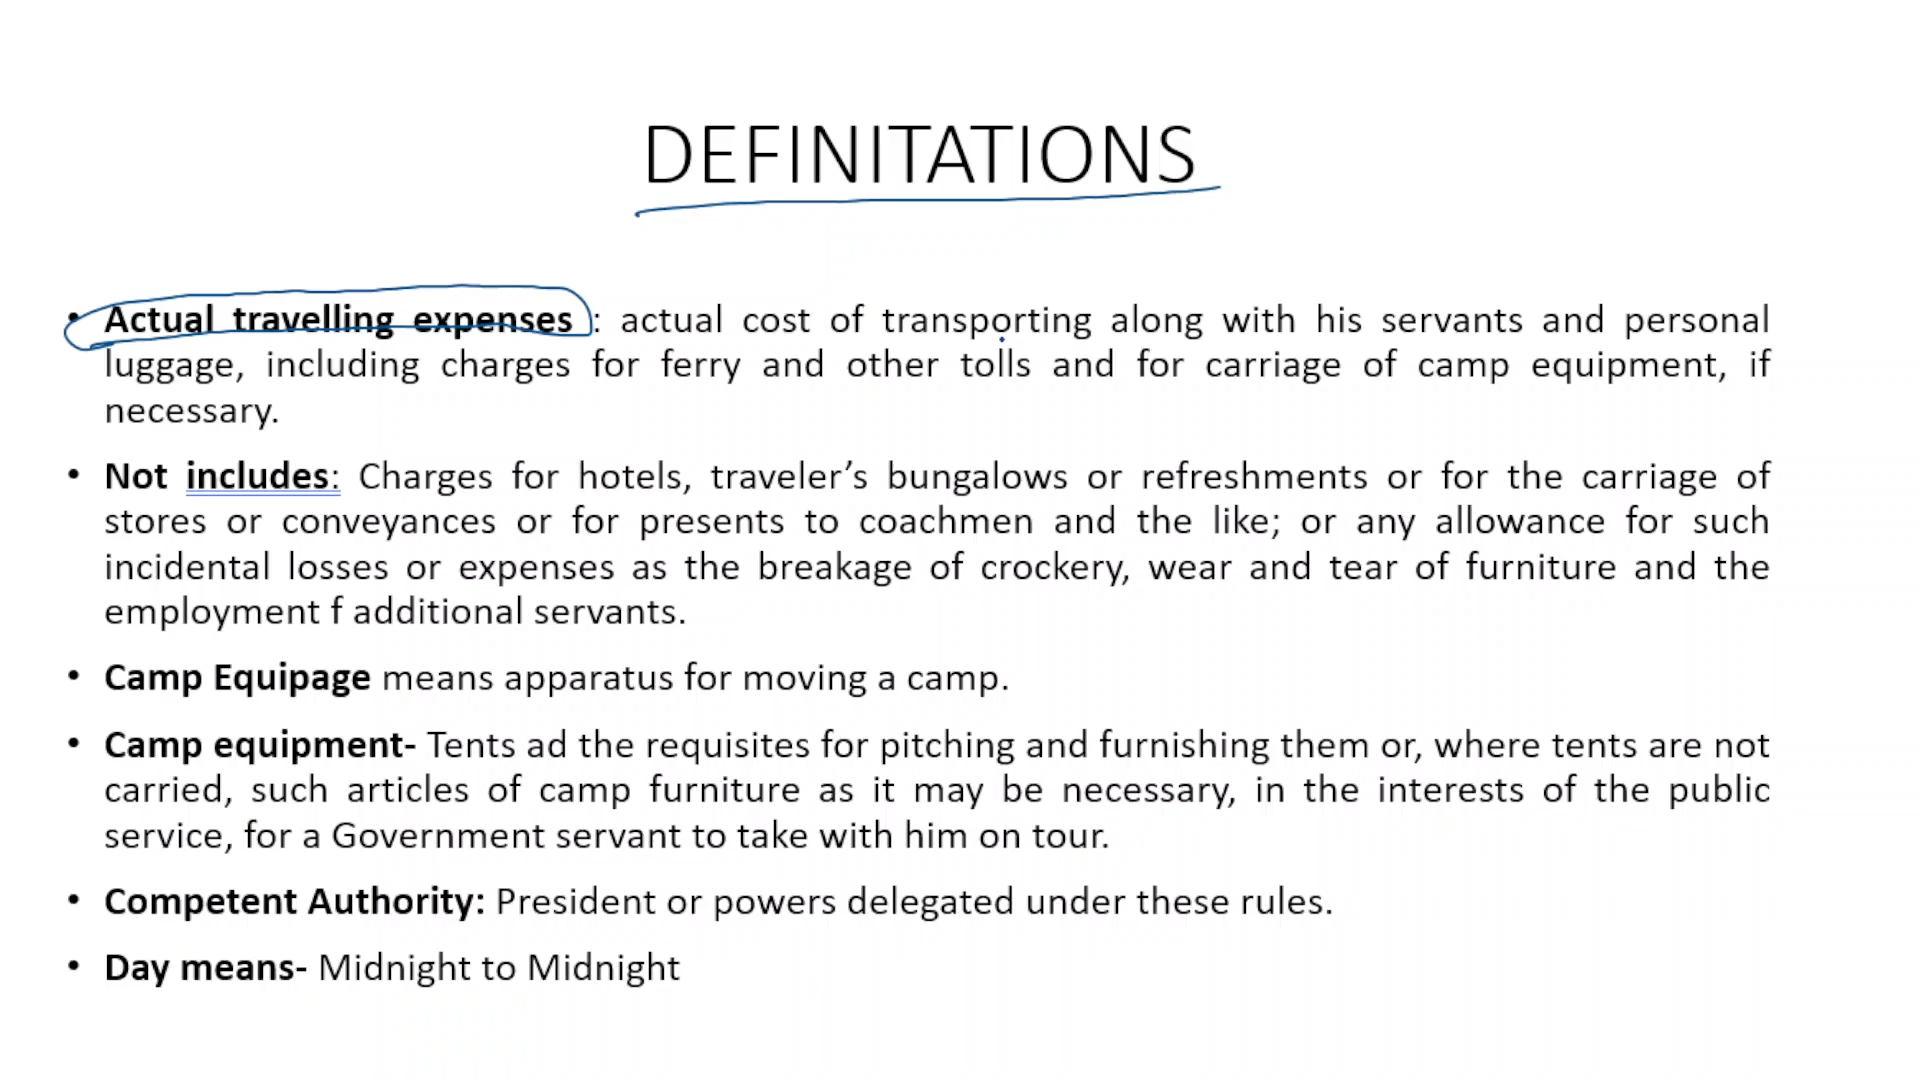 DEFINITATIONS
• Actual travelling expenses : actual cost of transporting along with his servants and personal
luggage, including charges for ferry and other tolls and for carriage of camp equipment, if
necessary.
• Not includes: Charges for hotels, traveler’s bungalows or refreshments or for the carriage of
stores or conveyances or for presents to coachmen and the like; or any allowance for such
incidental losses or expenses as the breakage of crockery, wear and tear of furniture and the
employment f additional servants.
• Camp Equipage means apparatus for moving a camp.
• Camp equipment- Tents ad the requisites for pitching and furnishing them or, where tents are not
carried, such articles of camp furniture as it may be necessary, in the interests of the public
service, for a Government servant to take with him on tour.
• Competent Authority: President or powers delegated under these rules.
• Day means- Midnight to Midnight